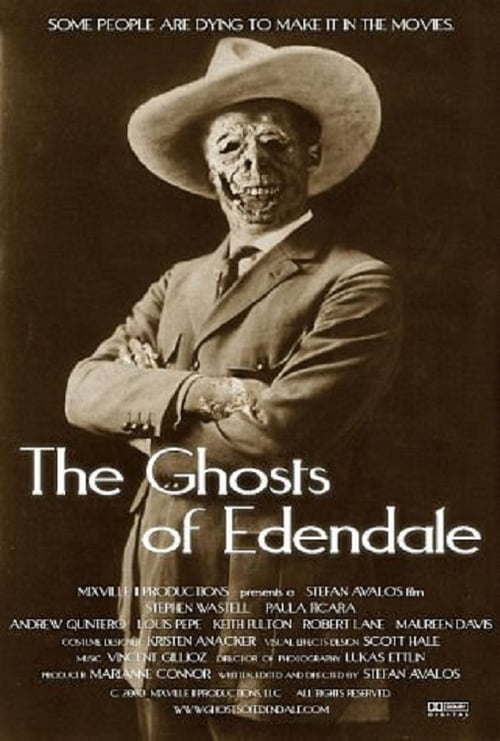 SOME PEOPLE ARE DYING TO MAKE IT IN THE MOVIES.
The Ghosts
of Edendale
MIXVILLE II PRODUCTIONS presents a STEFAN AVALOS film
STEPHEN WASTELL PAULA FICARA
ANDREW QUINTERO LOUIS PEPE KEITH FULTON ROBERT LANE MAUREEN DAVIS
COSTUME DESIGNER KRISTEN ANACKER VISUAL EFFECTS DESIGN SCOTT HALE
MUSIC VINCENT GILLIOZ DIRECTOR OF PHOTOGRAPHY LUKAS ETTLIN
PRODUCER MARIANNE CONNOR WRITTEN, EDITED AND DIRECTED BY STEFAN AVALOS
C. 2003 MIXVILLE II PRODUCTIONS, LLC ALL RIGHTS RESERVED.
WWW.GHOSTSOFEDENDALE.COM
DOLBY
DIGITAL